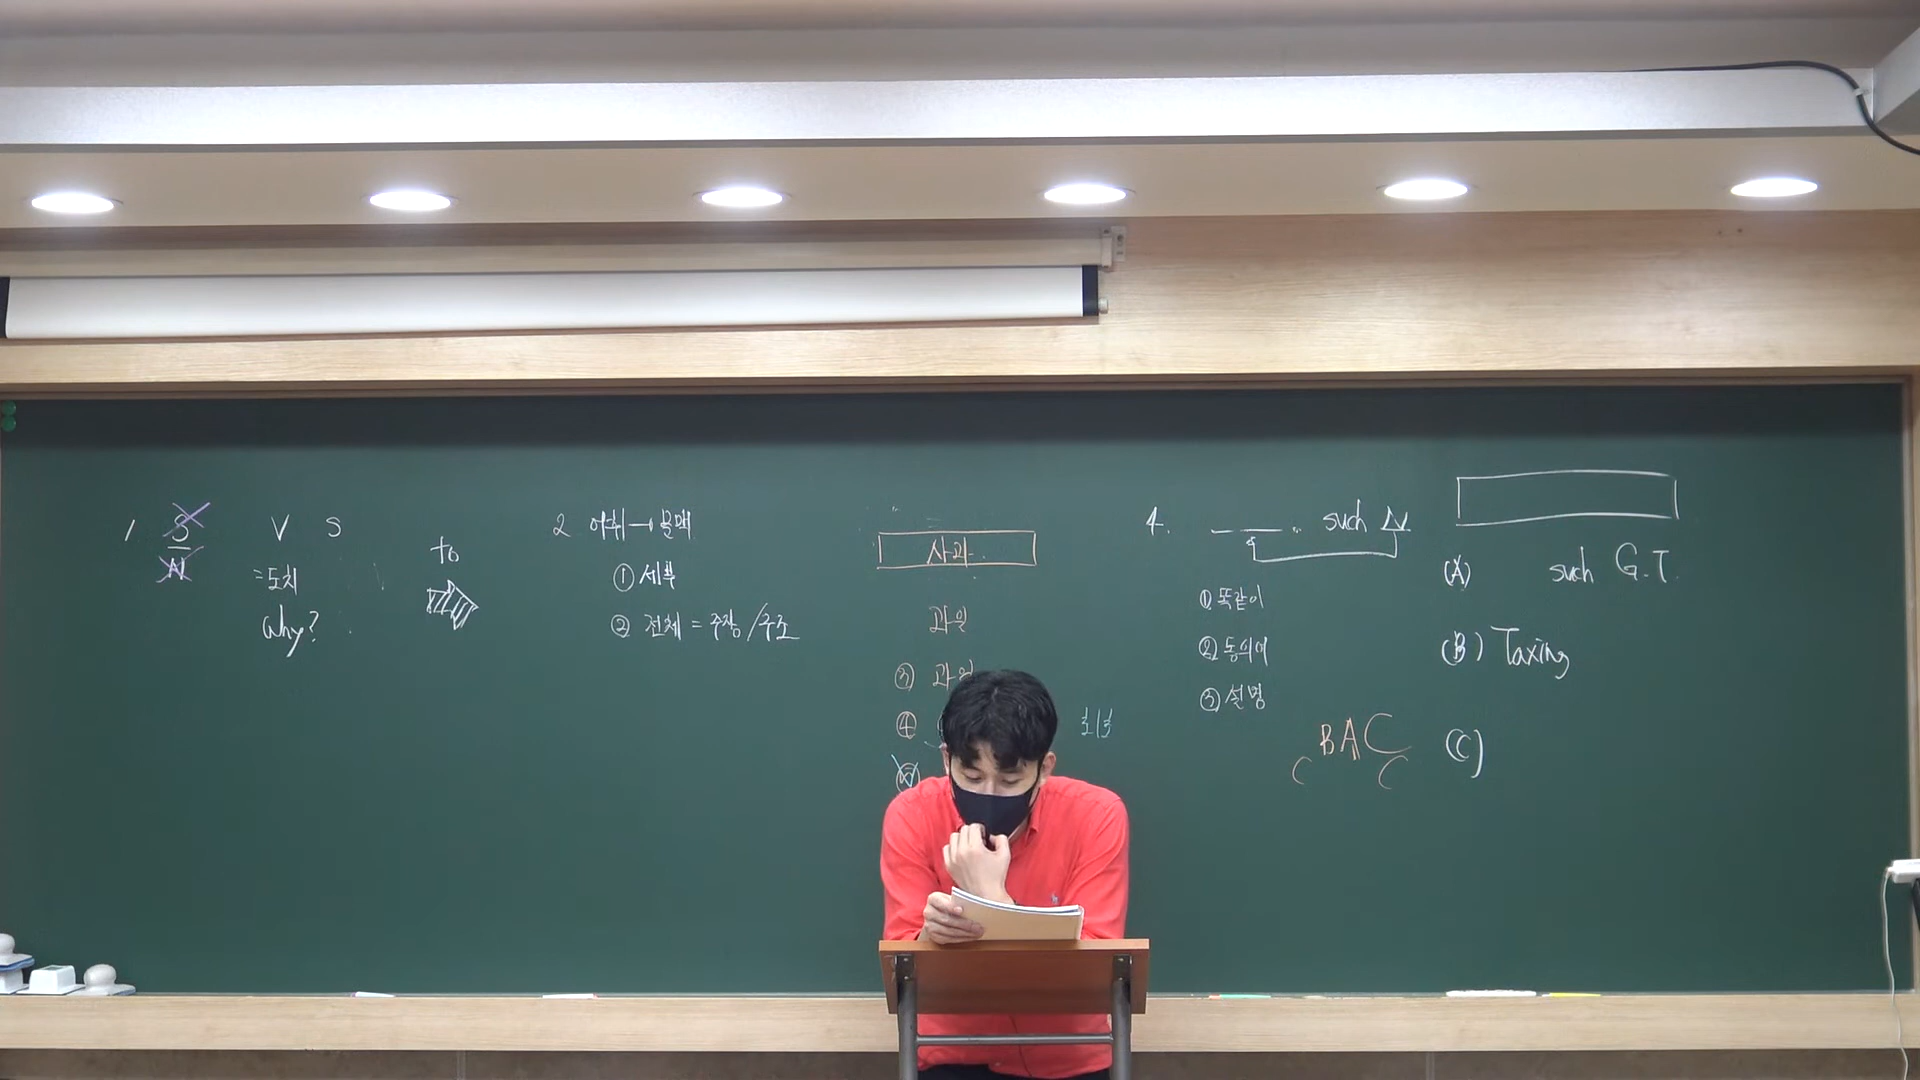 1 S V S
N
=도치
Why?
to
2. 어휘→문맥
① 세부
② 전체 = 주장/구조
사과
과일
③ 과일
④
4. such N
① 똑같이
② 동의어
③ 설명
BAC
C C
(A) such G.T.
(B) Taxing
(C)